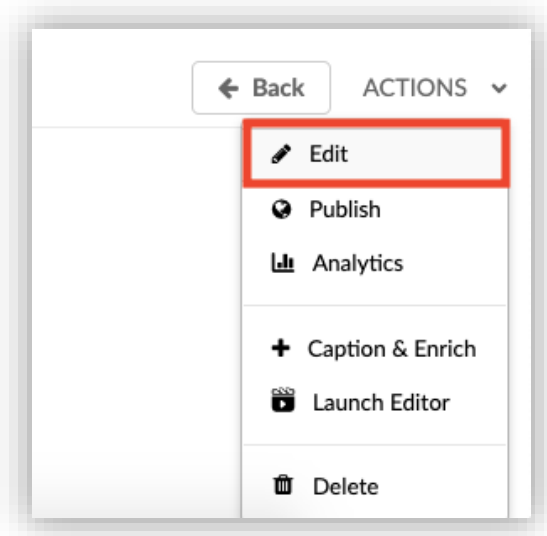 Back ACTIONS
Edit
Publish
Analytics
Caption & Enrich
Launch Editor
Delete